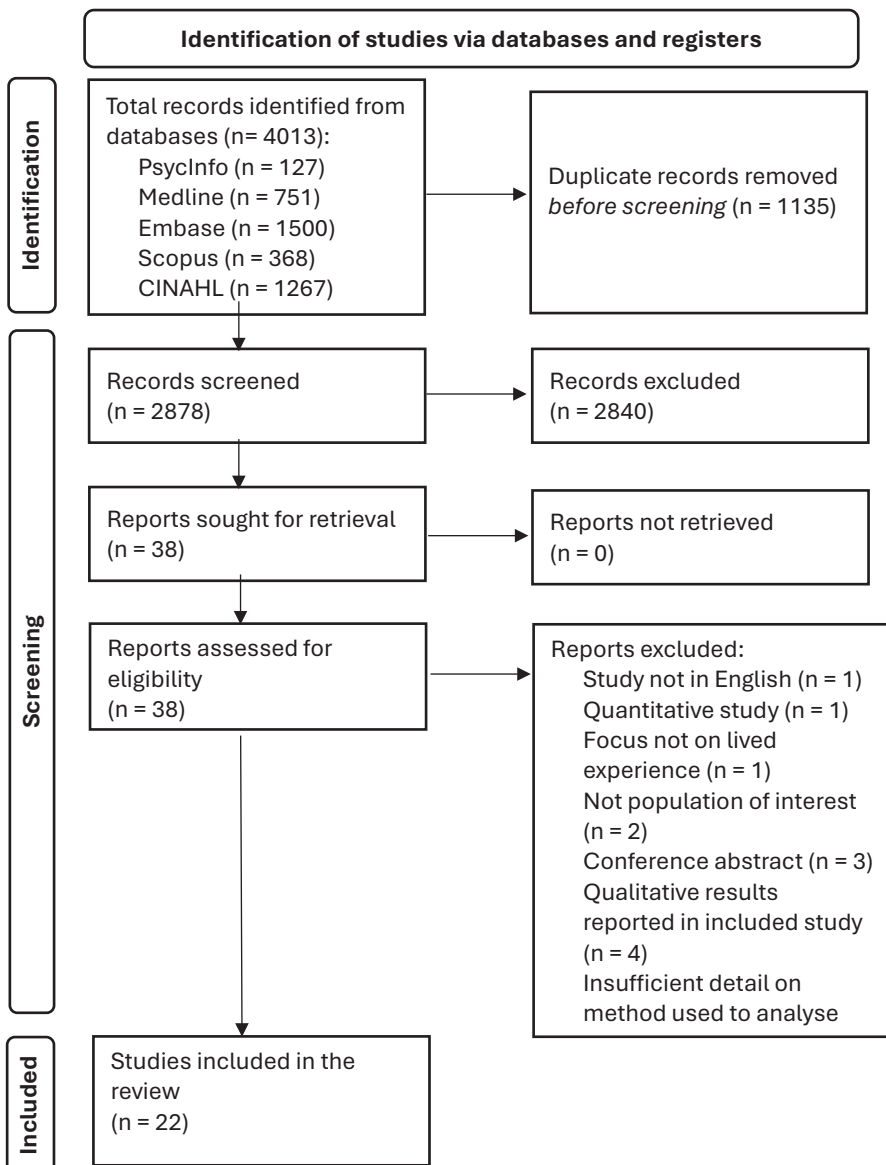 Identification of studies via databases and registers
Identification
Total records identified from
databases (n= 4013):
PsycInfo (n = 127)
Medline (n = 751)
Embase (n = 1500)
Scopus (n = 368)
CINAHL (n = 1267)
Duplicate records removed
before screening (n = 1135)
Screening
Records screened
(n = 2878)
Records excluded
(n = 2840)
Reports sought for retrieval
(n = 38)
Reports not retrieved
(n = 0)
Reports assessed for
eligibility
(n = 38)
Reports excluded:
Study not in English (n = 1)
Quantitative study (n = 1)
Focus not on lived
experience (n = 1)
Not population of interest
(n = 2)
Conference abstract (n = 3)
Qualitative results
reported in included study
(n = 4)
Insufficient detail on
method used to analyse
Included
Studies included in the
review
(n = 22)